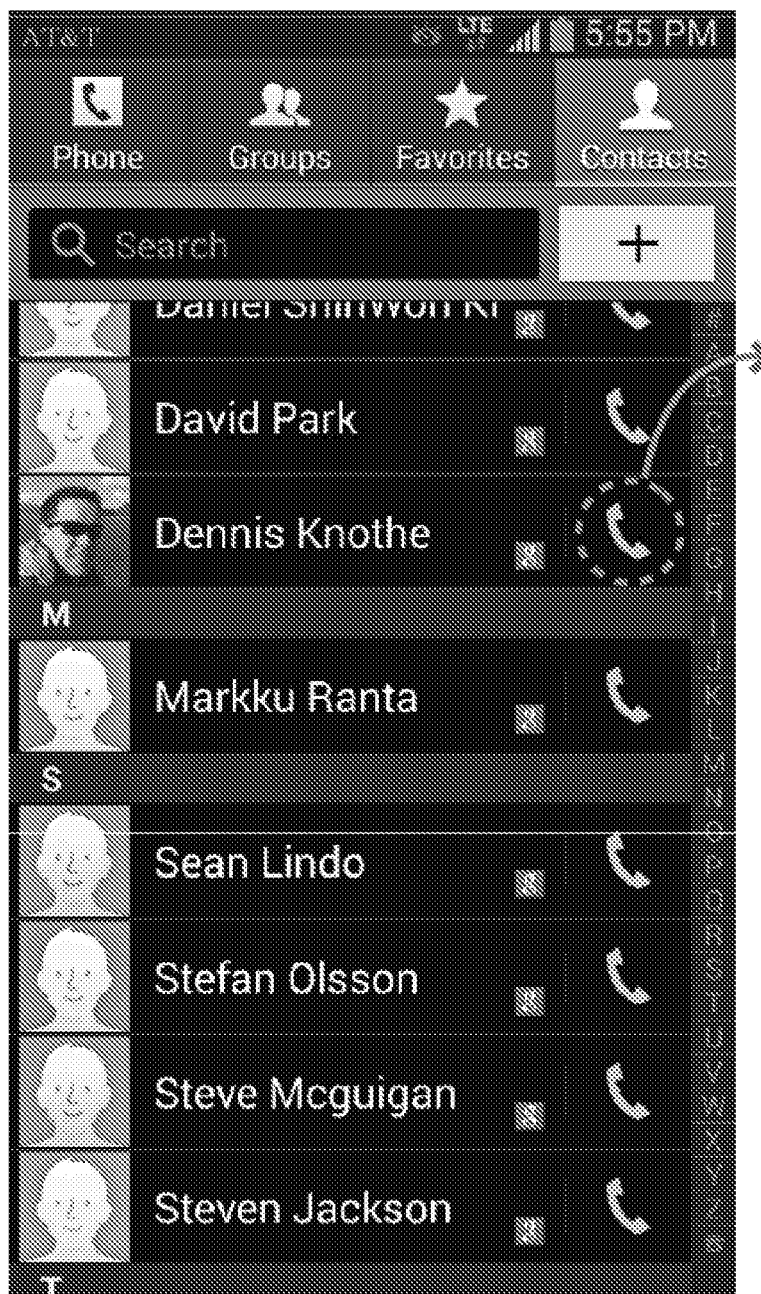 AT&T LTE 5:55 PM
Phone Groups Favorites Contacts
Search +
David Park
Dennis Knothe
M
Markku Ranta
S
Sean Lindo
Stefan Olsson
Steve Mcguigan
Steven Jackson
T